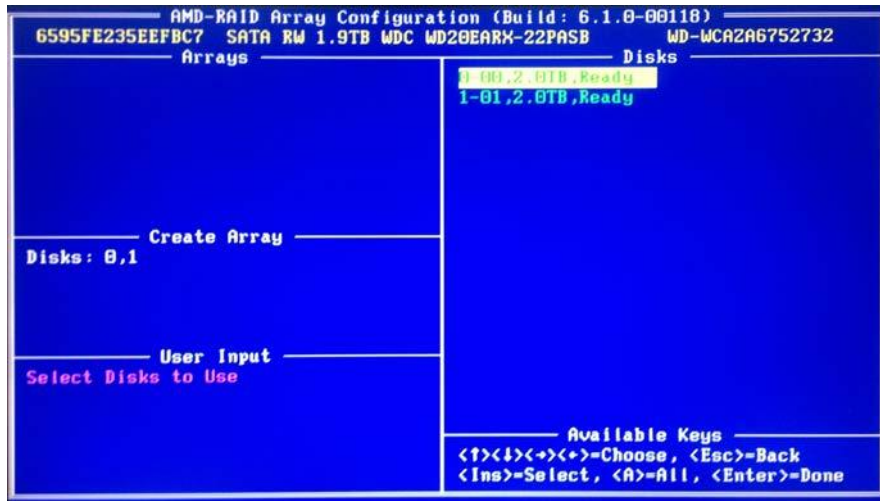 AMD-RAID Array Configuration (Build: 6.1.0-00118)
6595FE235EEFBC7 SATA RW 1.9TB WDC WD20EARX-22PASB WD-WCAZA6752732
Arrays
Disks
0-00,2.0TB,Ready
1-01,2.0TB,Ready
Create Array
Disks: 0,1
User Input
Select Disks to Use
Available Keys
<↑><↓><→><←>=Choose, <Esc>=Back
<Ins>=Select, <A>=All, <Enter>=Done